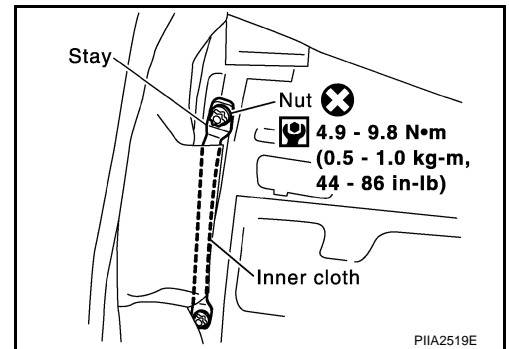 Stay
Nut
4.9 - 9.8 N•m
(0.5 - 1.0 kg-m,
44 - 86 in-lb)
Inner cloth
PIIA2519E